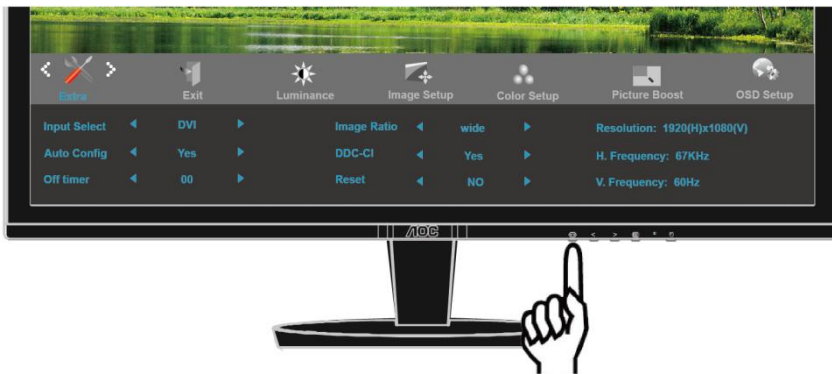 Extra Exit Luminance Image Setup Color Setup Picture Boost OSD Setup
Input Select DVI Image Ratio wide Resolution: 1920(H)x1080(V)
Auto Config Yes DDC-CI Yes H. Frequency: 67KHz
Off timer 00 Reset NO V. Frequency: 60Hz
AOC